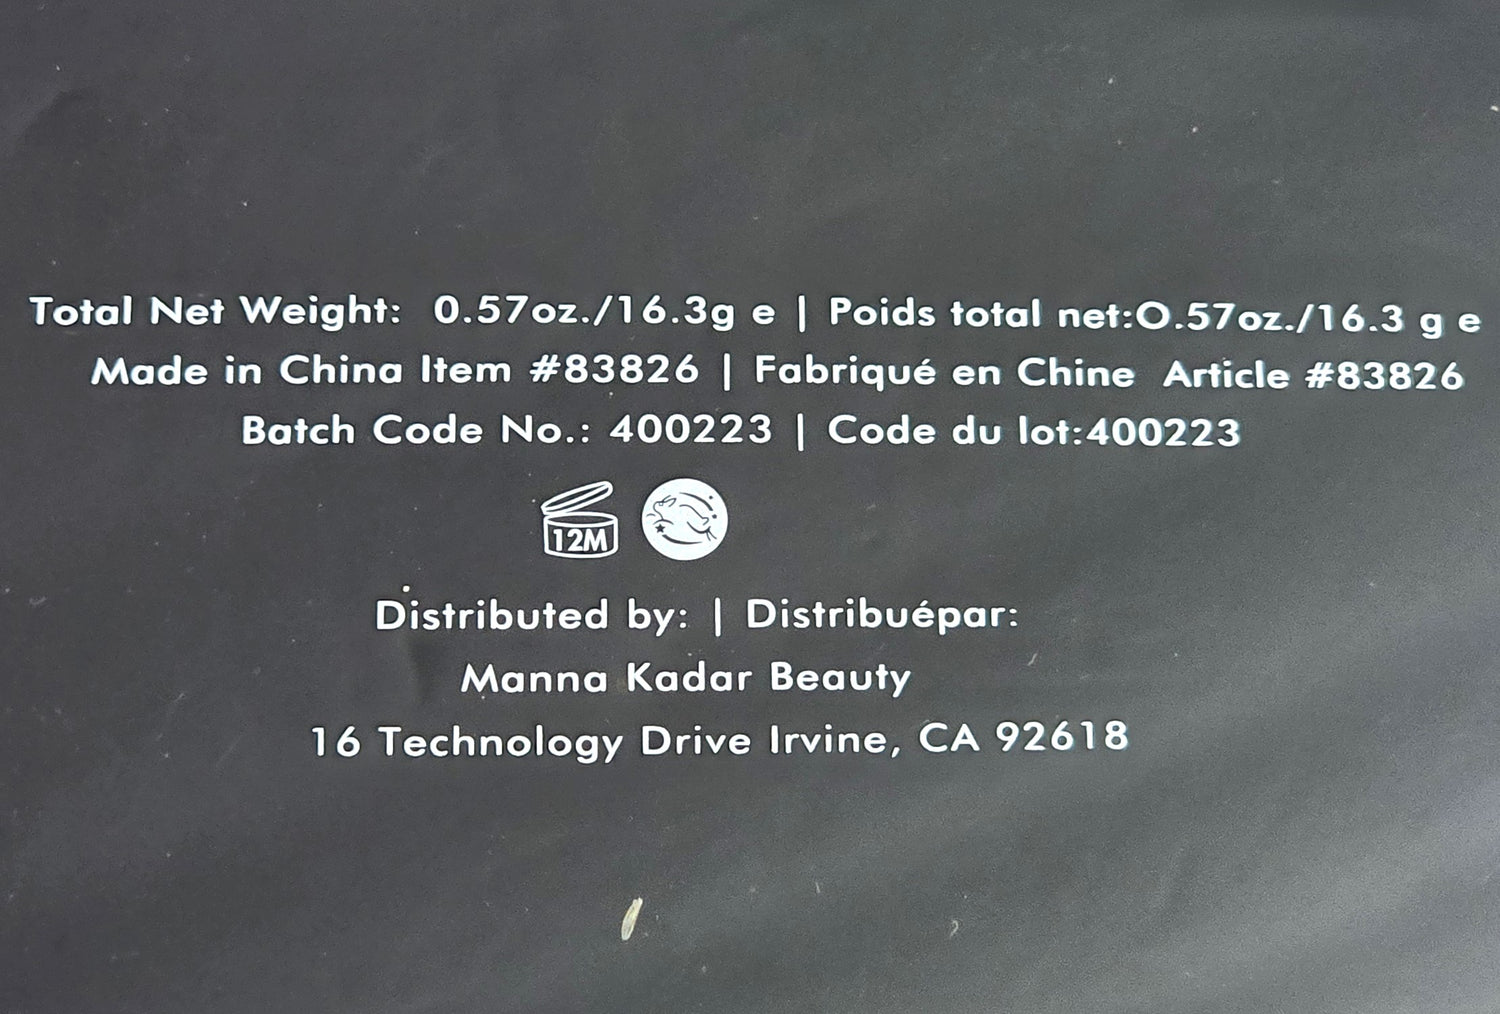 Total Net Weight: 0.57oz./16.3g e | Poids total net:O.57oz./16.3 g e
Made in China Item #83826 | Fabriqué en Chine Article #83826
Batch Code No.: 400223 | Code du lot:400223
12M
Distributed by: | Distribuépar:
Manna Kadar Beauty
16 Technology Drive Irvine, CA 92618